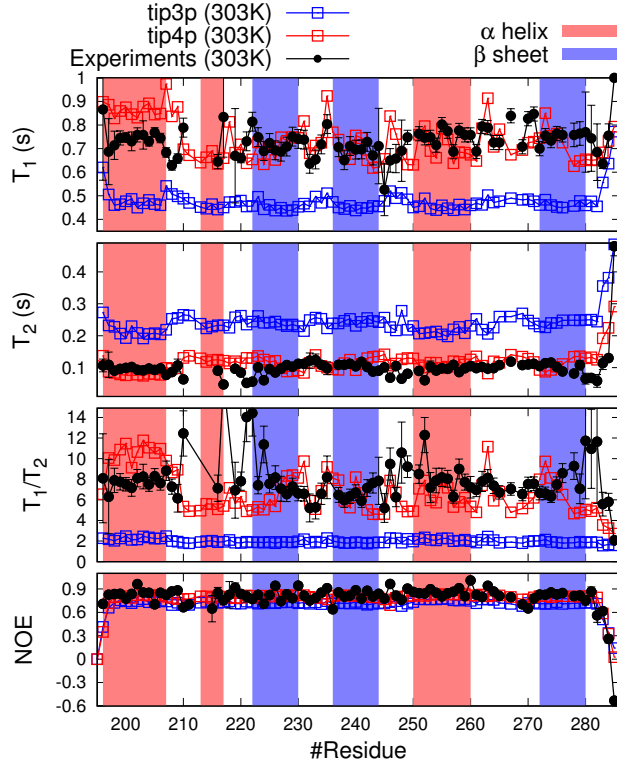 tip3p (303K)
tip4p (303K)
Experiments (303K)
α helix
β sheet
T1 (s)
1
0.9
0.8
0.7
0.6
0.5
0.4
T2 (s)
0.4
0.3
0.2
0.1
T1/T2
14
12
10
8
6
4
2
0
NOE
0.9
0.6
0.3
0
-0.3
-0.6
200 210 220 230 240 250 260 270 280
#Residue